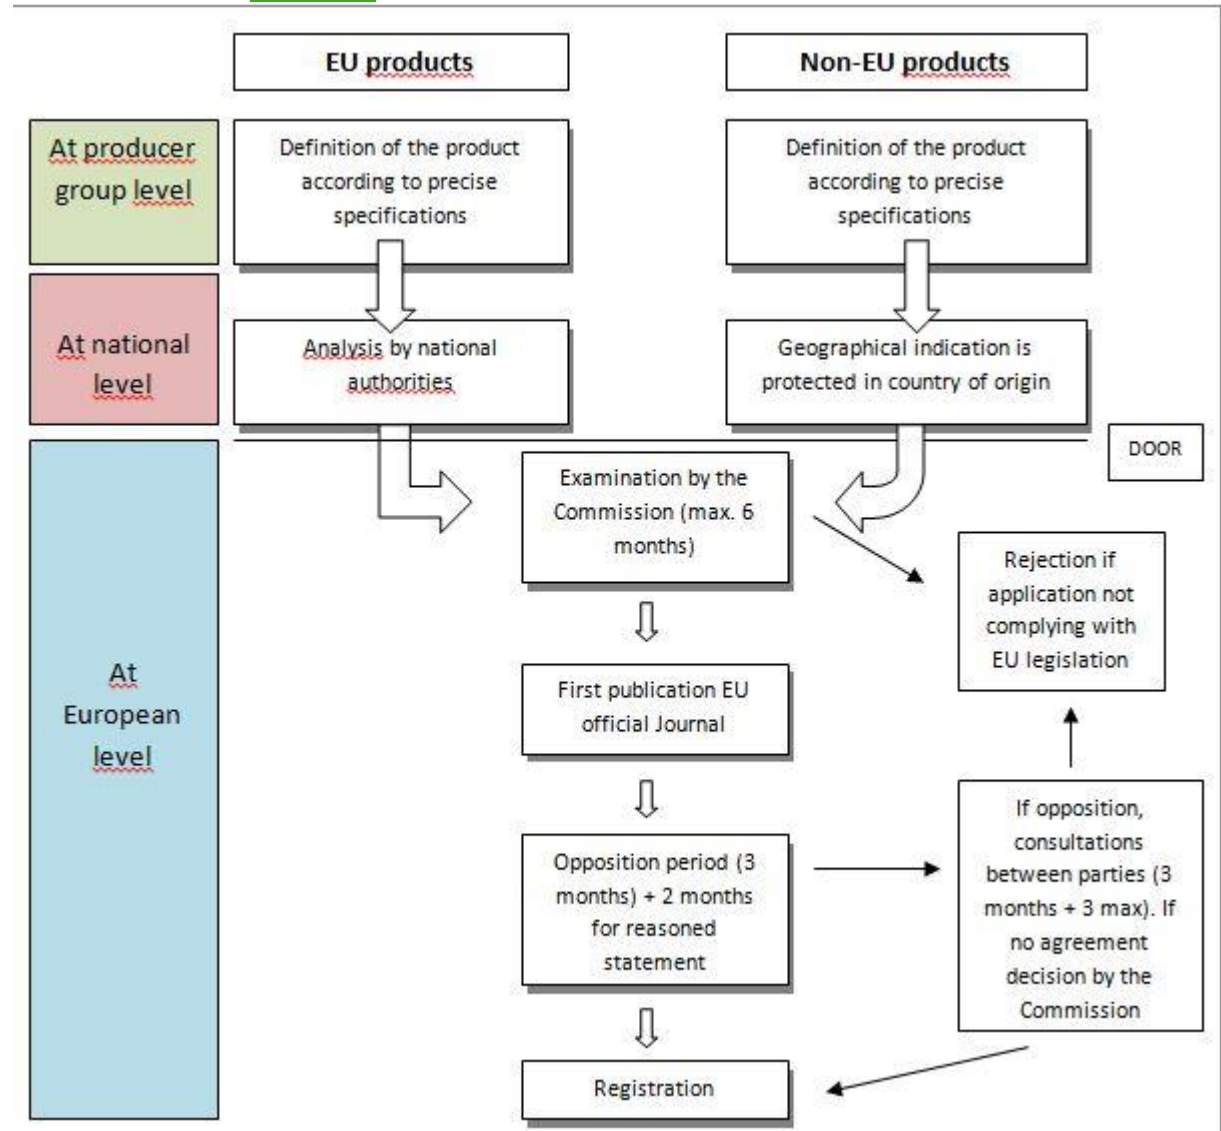 EU products
Non-EU products
At producer
group level
Definition of the product
according to precise
specifications
Definition of the product
according to precise
specifications
At national
level
Analysis by national
authorities
Geographical indication is
protected in country of origin
DOOR
At
European
level
Examination by the
Commission (max. 6
months)
Rejection if
application not
complying with
EU legislation
First publication EU
official Journal
Opposition period (3
months) + 2 months
for reasoned
statement
If opposition,
consultations
between parties (3
months + 3 max). If
no agreement
decision by the
Commission
Registration